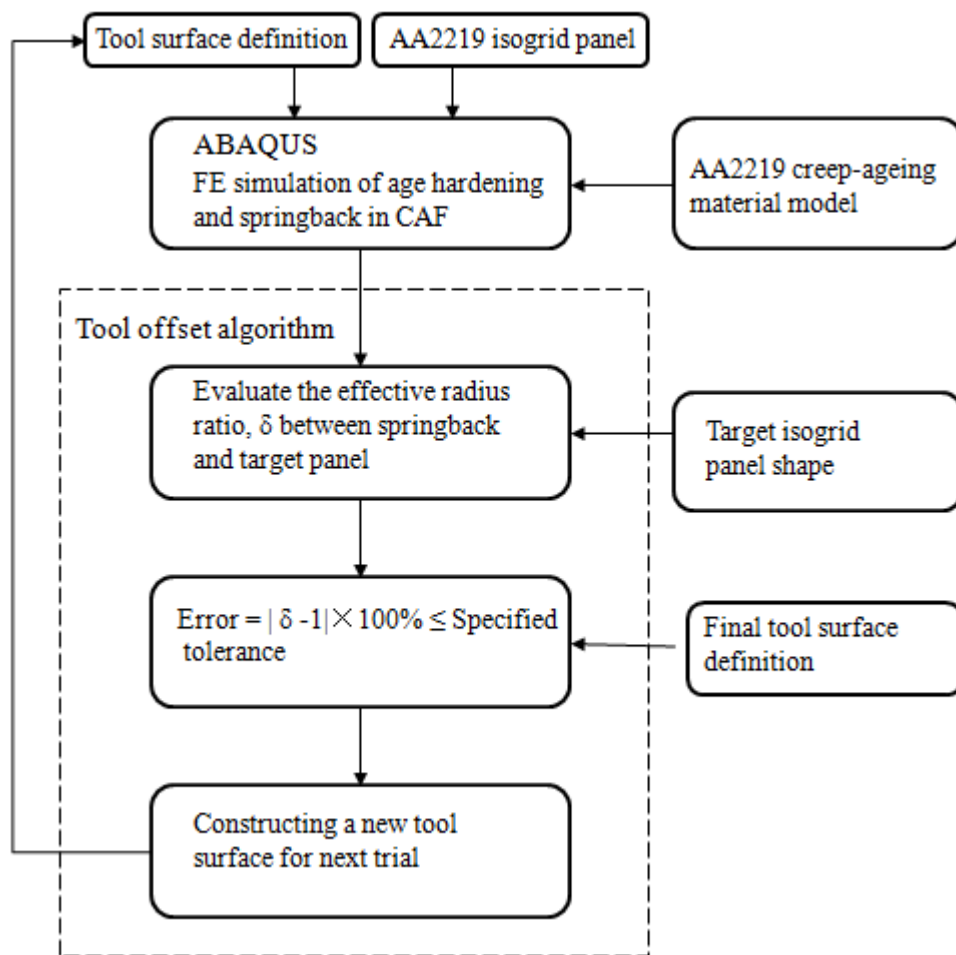 Tool surface definition
AA2219 isogrid panel
ABAQUS
FE simulation of age hardening
and springback in CAF
AA2219 creep-ageing
material model
Tool offset algorithm
Evaluate the effective radius
ratio, δ between springback
and target panel
Target isogrid
panel shape
Error = | δ -1|×100% ≤ Specified
tolerance
Final tool surface
definition
Constructing a new tool
surface for next trial